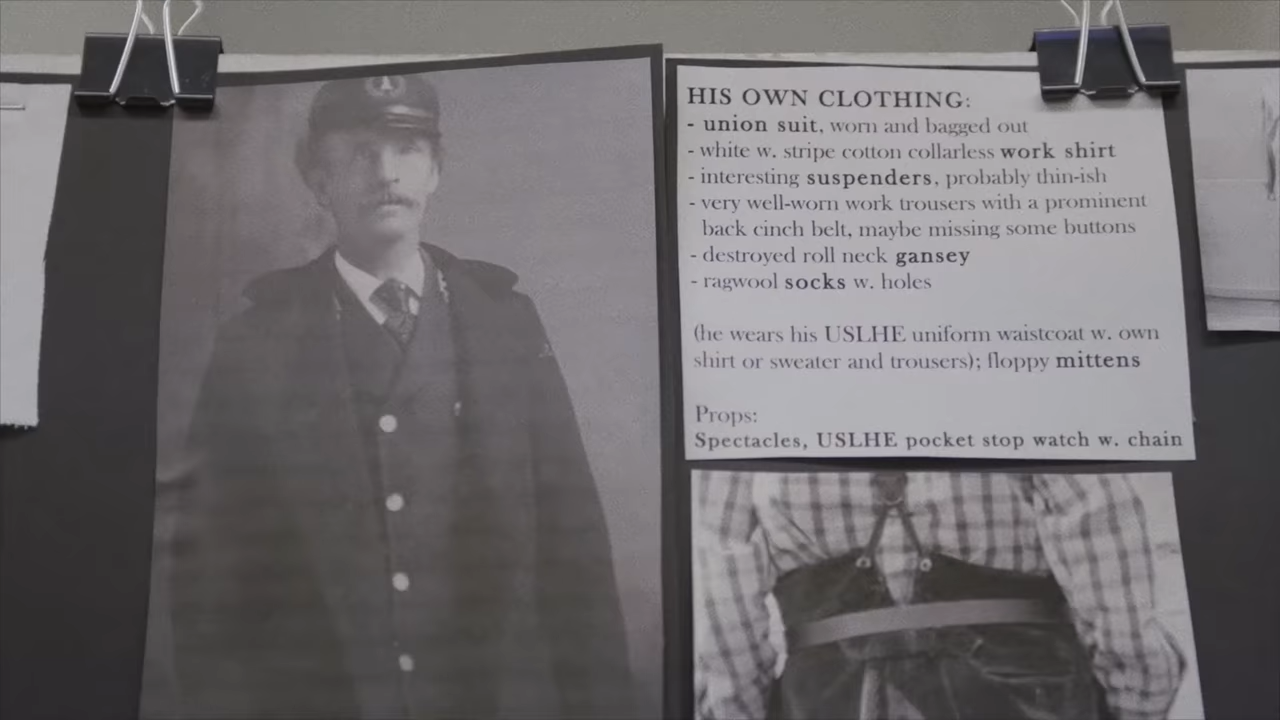 HIS OWN CLOTHING:
- union suit, worn and bagged out
- white w. stripe cotton collarless work shirt
- interesting suspenders, probably thin-ish
- very well-worn work trousers with a prominent
back cinch belt, maybe missing some buttons
- destroyed roll neck gansey
- ragwool socks w. holes
(he wears his USLHE uniform waistcoat w. own
shirt or sweater and trousers); floppy mittens
Props:
Spectacles, USLHE pocket stop watch w. chain